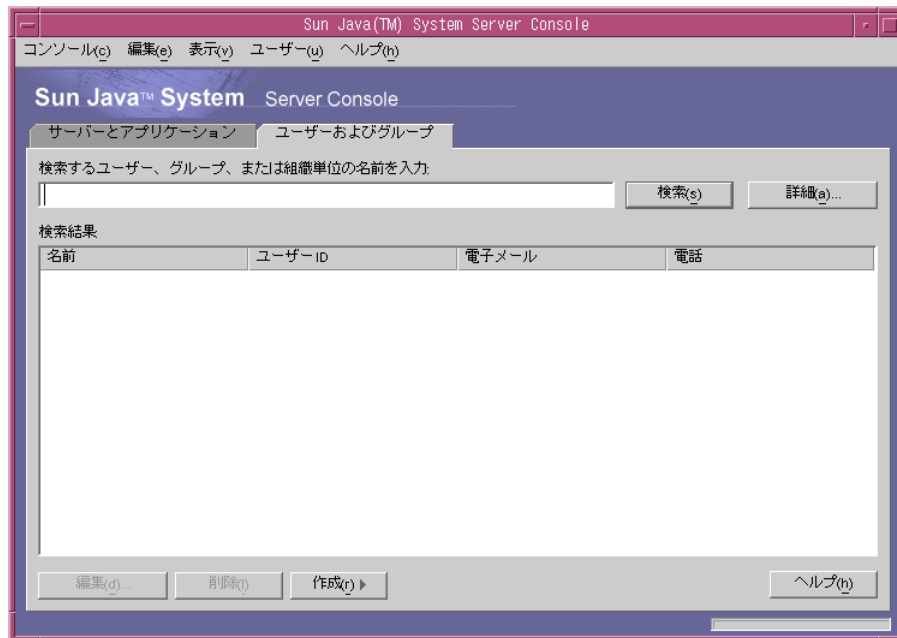 Sun Java(TM) System Server Console
コンソール(c) 編集(e) 表示(v) ユーザー(u) ヘルプ(h)
Sun Java™ System Server Console
サーバーとアプリケーション ユーザーおよびグループ
検索するユーザー、グループ、または組織単位の名前を入力:
検索(s) 詳細(a)...
検索結果
名前 ユーザーID 電子メール 電話
編集(d)... 削除(l) 作成(r) ヘルプ(h)